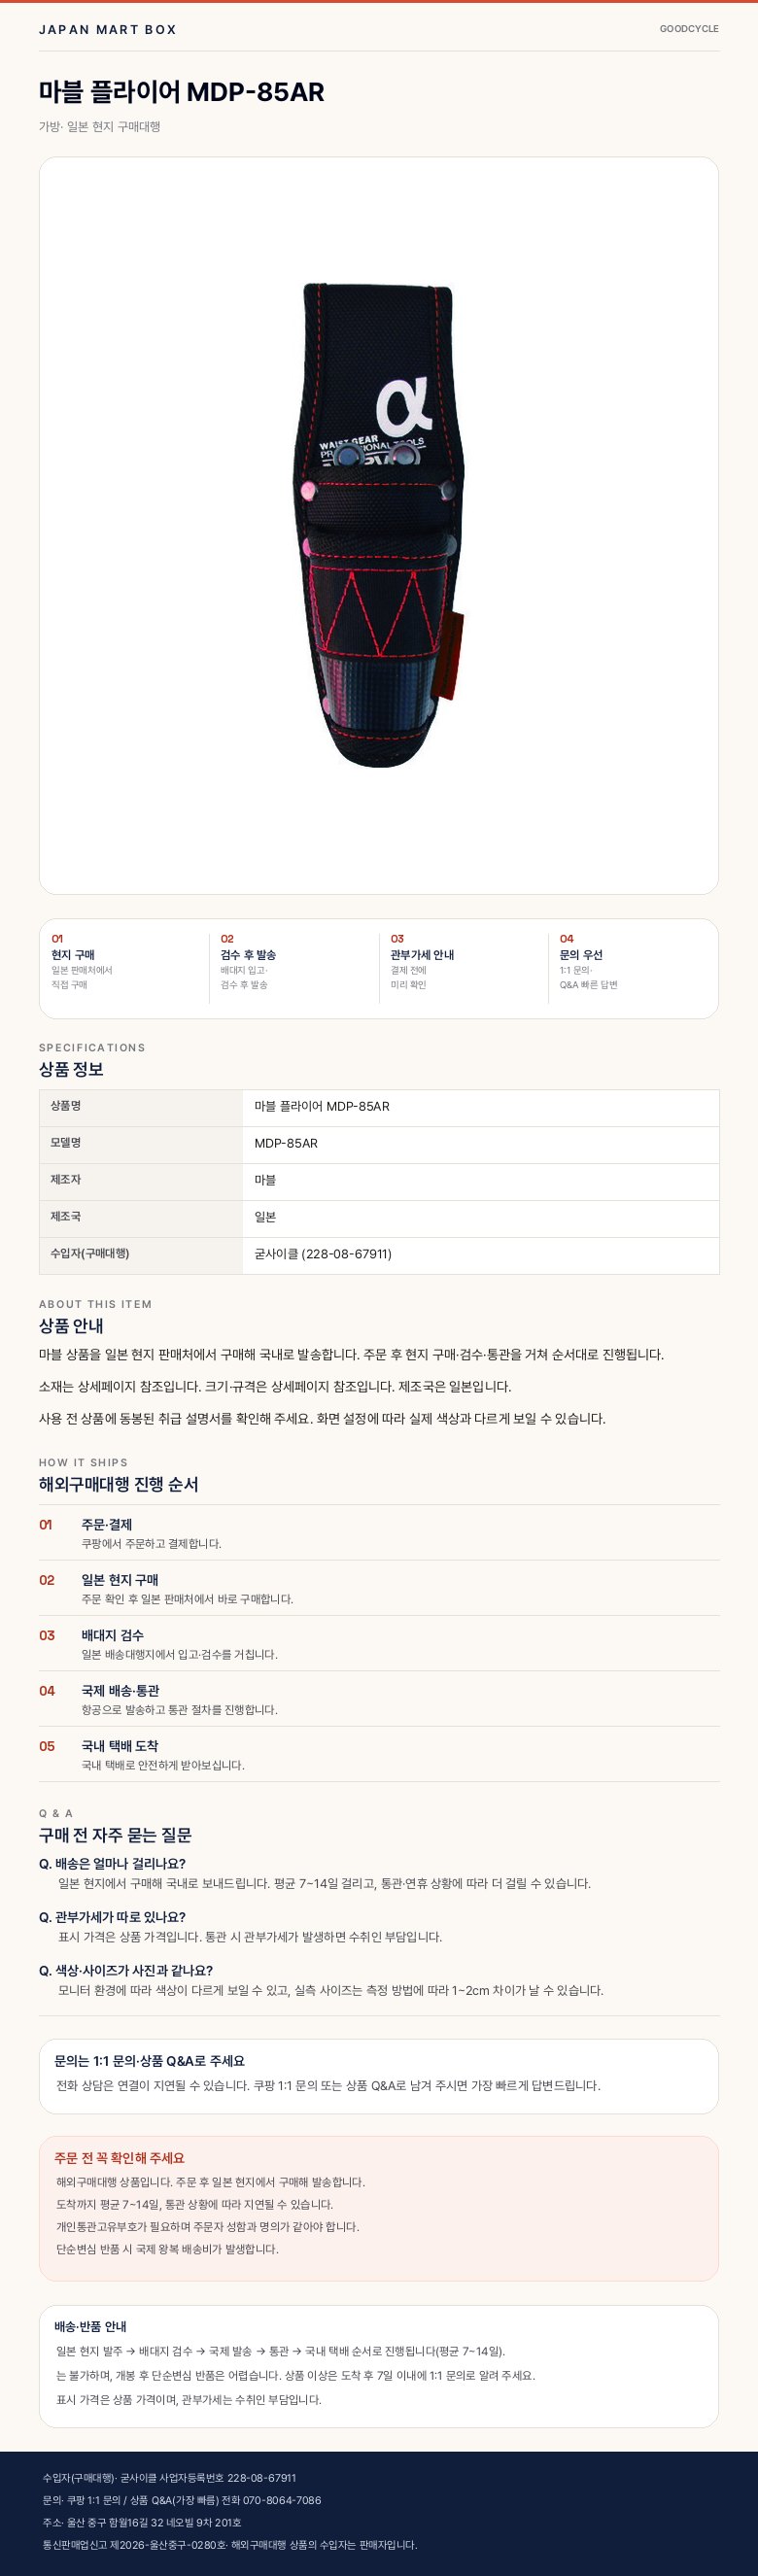 JAPAN MART BOX
GOODCYCLE
마블 플라이어 MDP-85AR
가방· 일본 현지 구매대행
α
WAIST GEAR
01
현지 구매
일본 판매처에서
직접 구매
02
검수 후 발송
배대지 입고·
검수 후 발송
03
관부가세 안내
결제 전에
미리 확인
04
문의 우선
1:1 문의·
Q&A 빠른 답변
SPECIFICATIONS
상품 정보
상품명 마블 플라이어 MDP-85AR
모델명 MDP-85AR
제조자 마블
제조국 일본
수입자(구매대행) 굳사이클 (228-08-67911)
ABOUT THIS ITEM
상품 안내
마블 상품을 일본 현지 판매처에서 구매해 국내로 발송합니다. 주문 후 현지 구매·검수·통관을 거쳐 순서대로 진행됩니다.
소재는 상세페이지 참조입니다. 크기·규격은 상세페이지 참조입니다. 제조국은 일본입니다.
사용 전 상품에 동봉된 취급 설명서를 확인해 주세요. 화면 설정에 따라 실제 색상과 다르게 보일 수 있습니다.
HOW IT SHIPS
해외구매대행 진행 순서
01 주문·결제
쿠팡에서 주문하고 결제합니다.
02 일본 현지 구매
주문 확인 후 일본 판매처에서 바로 구매합니다.
03 배대지 검수
일본 배송대행지에서 입고·검수를 거칩니다.
04 국제 배송·통관
항공으로 발송하고 통관 절차를 진행합니다.
05 국내 택배 도착
국내 택배로 안전하게 받아보십니다.
Q & A
구매 전 자주 묻는 질문
Q. 배송은 얼마나 걸리나요?
일본 현지에서 구매해 국내로 보내드립니다. 평균 7~14일 걸리고, 통관·연휴 상황에 따라 더 걸릴 수 있습니다.
Q. 관부가세가 따로 있나요?
표시 가격은 상품 가격입니다. 통관 시 관부가세가 발생하면 수취인 부담입니다.
Q. 색상·사이즈가 사진과 같나요?
모니터 환경에 따라 색상이 다르게 보일 수 있고, 실측 사이즈는 측정 방법에 따라 1~2cm 차이가 날 수 있습니다.
문의는 1:1 문의·상품 Q&A로 주세요
전화 상담은 연결이 지연될 수 있습니다. 쿠팡 1:1 문의 또는 상품 Q&A로 남겨 주시면 가장 빠르게 답변드립니다.
주문 전 꼭 확인해 주세요
해외구매대행 상품입니다. 주문 후 일본 현지에서 구매해 발송합니다.
도착까지 평균 7~14일, 통관 상황에 따라 지연될 수 있습니다.
개인통관고유부호가 필요하며 주문자 성함과 명의가 같아야 합니다.
단순변심 반품 시 국제 왕복 배송비가 발생합니다.
배송·반품 안내
일본 현지 발주 → 배대지 검수 → 국제 발송 → 통관 → 국내 택배 순서로 진행됩니다(평균 7~14일).
는 불가하며, 개봉 후 단순변심 반품은 어렵습니다. 상품 이상은 도착 후 7일 이내에 1:1 문의로 알려 주세요.
표시 가격은 상품 가격이며, 관부가세는 수취인 부담입니다.
수입자(구매대행)· 굳사이클 사업자등록번호 228-08-67911
문의· 쿠팡 1:1 문의 / 상품 Q&A(가장 빠름) 전화 070-8064-7086
주소· 울산 중구 함월16길 32 네오빌 9차 201호
통신판매업신고 제2026-울산중구-0280호· 해외구매대행 상품의 수입자는 판매자입니다.